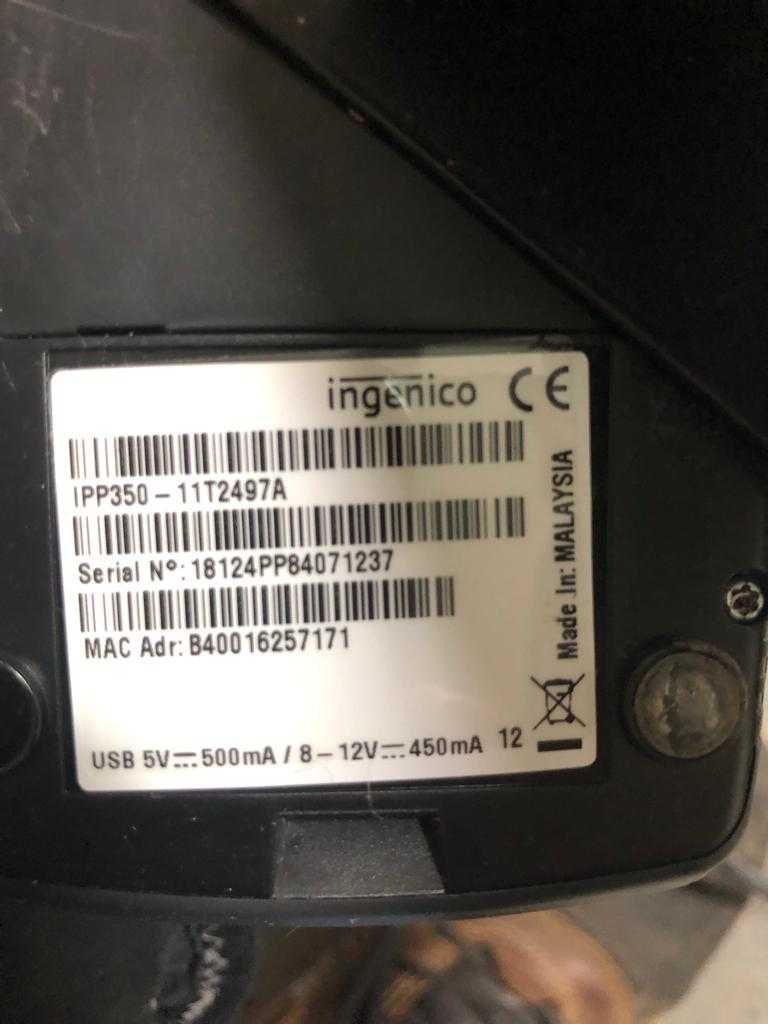 ingenico CE
IPP350-11T2497A
Serial N°: 18124PP84071237
MAC Adr: B40016257171
Made In: MALAYSIA
USB 5V⎓500mA / 8-12V⎓450mA 12